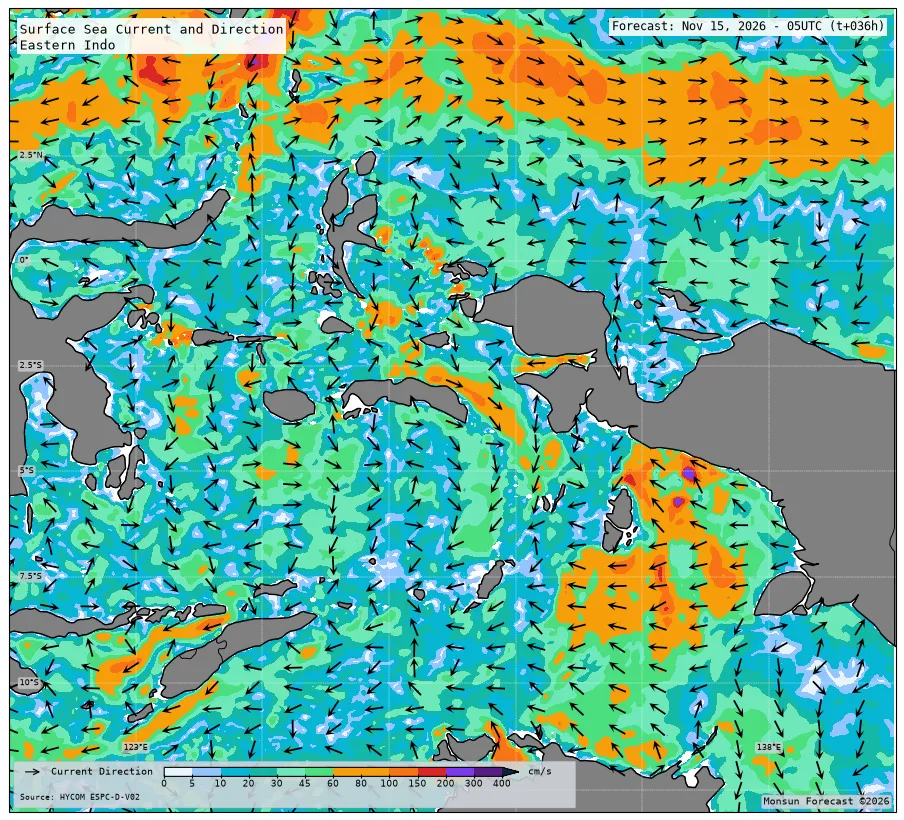 Surface Sea Current and Direction
Eastern Indo
Forecast: Nov 15, 2026 - 05UTC (t+036h)
2.5°N
0°
2.5°S
5°S
7.5°S
10°S
123°E
138°E
Current Direction
0 5 10 20 30 45 60 80 100 150 200 300 400
cm/s
Source: HYCOM ESPC-D-V02
Monsun Forecast ©2026